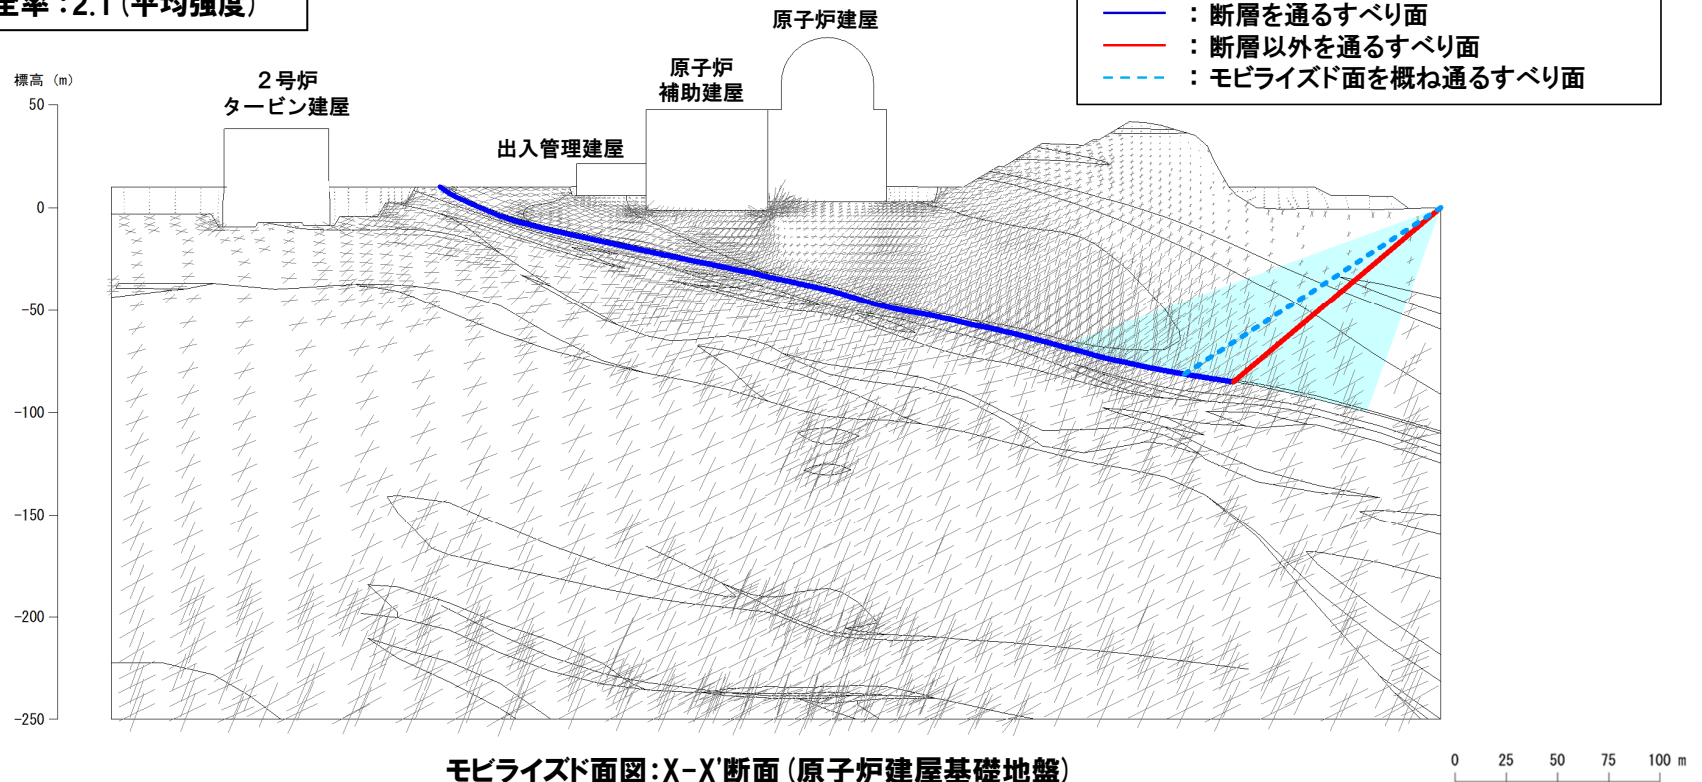 全率：2.1（平均強度）
：断層を通るすべり面
：断層以外を通るすべり面
：モビライズド面を概ね通るすべり面
原子炉建屋
原子炉
補助建屋
2号炉
タービン建屋
出入管理建屋
標高（m）
50
0
-50
-100
-150
-200
-250
モビライズド面図：X-X'断面（原子炉建屋基礎地盤）
0 25 50 75 100 m